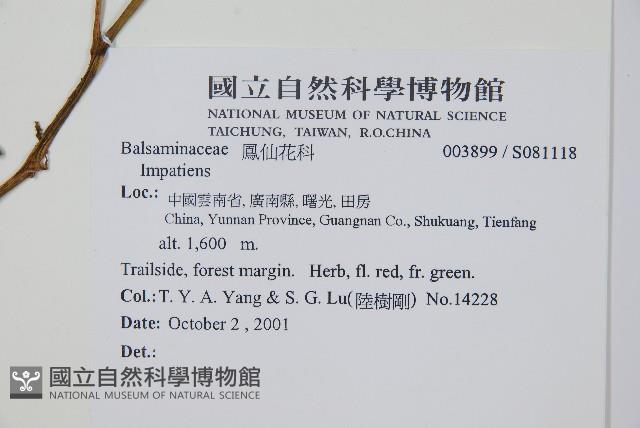 國立自然科學博物館
NATIONAL MUSEUM OF NATURAL SCIENCE
TAICHUNG, TAIWAN, R.O.CHINA
Balsaminaceae 鳳仙花科 003899 / S081118
Impatiens
Loc.: 中國雲南省, 廣南縣, 曙光, 田房
China, Yunnan Province, Guangnan Co., Shukuang, Tienfang
alt. 1,600 m.
Trailside, forest margin. Herb, fl. red, fr. green.
Col.: T. Y. A. Yang & S. G. Lu(陸樹剛) No.14228
Date: October 2 , 2001
Det.:
國立自然科學博物館
NATIONAL MUSEUM OF NATURAL SCIENCE